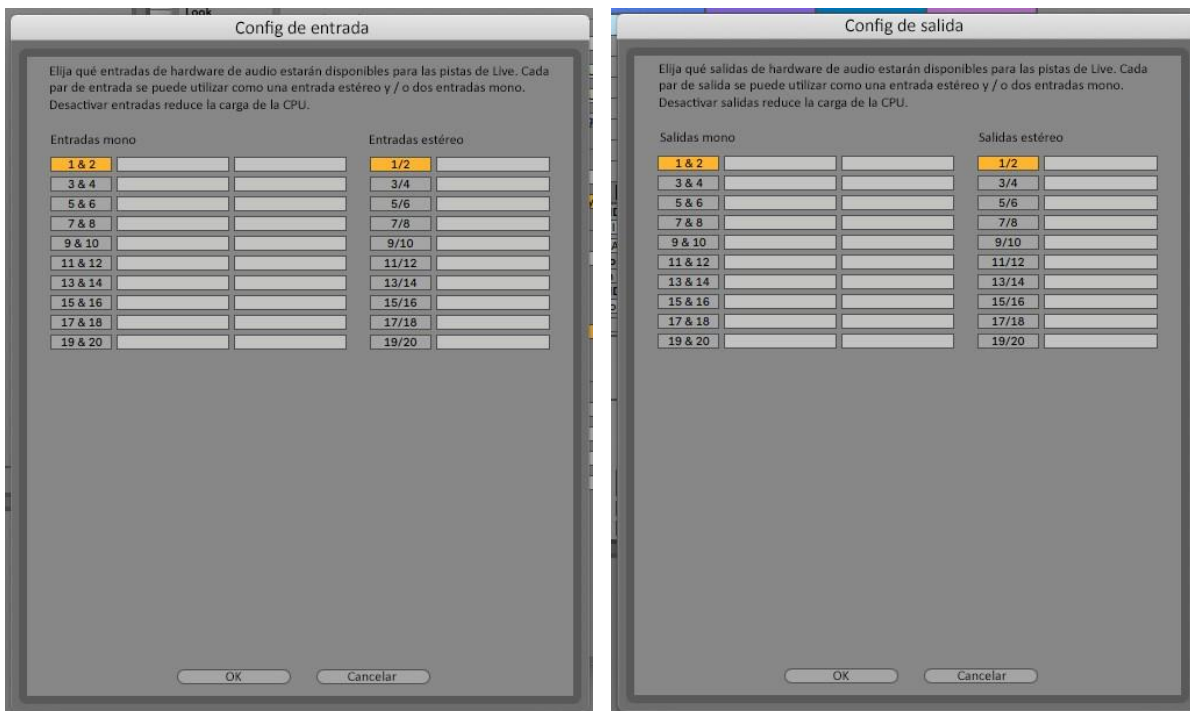 Look
Config de entrada
Elija qué entradas de hardware de audio estarán disponibles para las pistas de Live. Cada
par de entrada se puede utilizar como una entrada estéreo y / o dos entradas mono.
Desactivar entradas reduce la carga de la CPU.
Entradas mono Entradas estéreo
1 & 2 1/2
3 & 4 3/4
5 & 6 5/6
7 & 8 7/8
9 & 10 9/10
11 & 12 11/12
13 & 14 13/14
15 & 16 15/16
17 & 18 17/18
19 & 20 19/20
OK Cancelar
Config de salida
Elija qué salidas de hardware de audio estarán disponibles para las pistas de Live. Cada
par de salida se puede utilizar como una entrada estéreo y / o dos entradas mono.
Desactivar salidas reduce la carga de la CPU.
Salidas mono Salidas estéreo
1 & 2 1/2
3 & 4 3/4
5 & 6 5/6
7 & 8 7/8
9 & 10 9/10
11 & 12 11/12
13 & 14 13/14
15 & 16 15/16
17 & 18 17/18
19 & 20 19/20
OK Cancelar